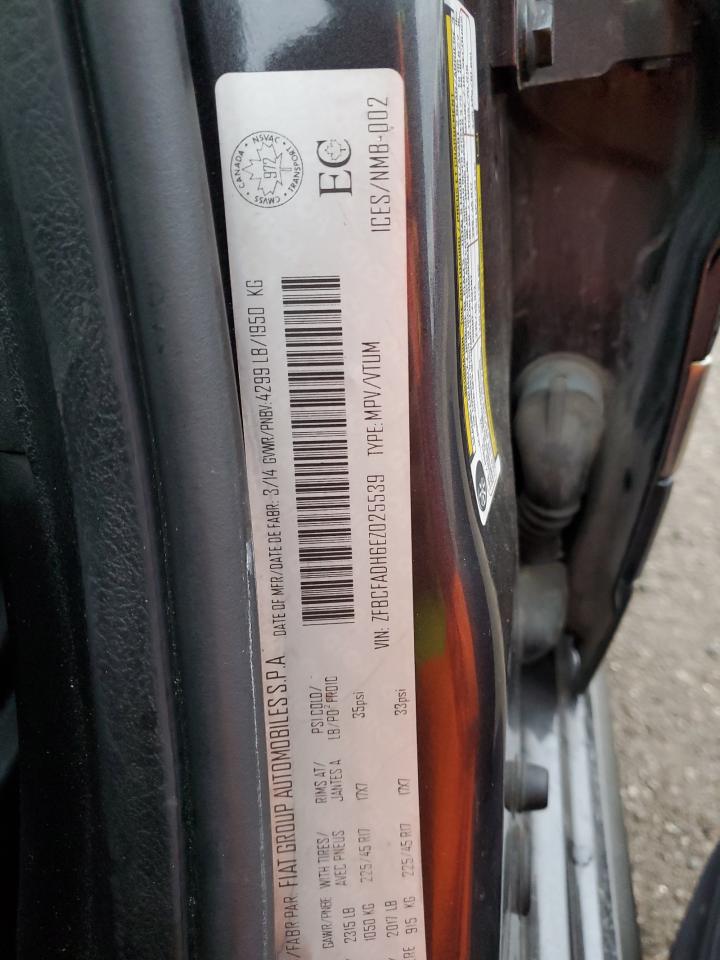 /FABR PAR: FIAT GROUP AUTOMOBILES S.P.A
DATE OF MFR/DATE DE FABR: 3/14 GVWR/PNBV: 4299 LB/1950 KG
GAWR/PNBE WITH TIRES/ RIMS AT/ PSI COLD/
AVEC PNEUS JANTES A LB/PO² FROID
2315 LB
1050 KG 225/45 R17 17X7 35psi
2017 LB
915 KG 225/45 R17 17X7 33psi
VIN: ZFBCFADH6EZ025539 TYPE: MPV/VTUM
CANADA • NSVAC • TRANSPORT • CMVSS
972
EC
ICES/NMB-002